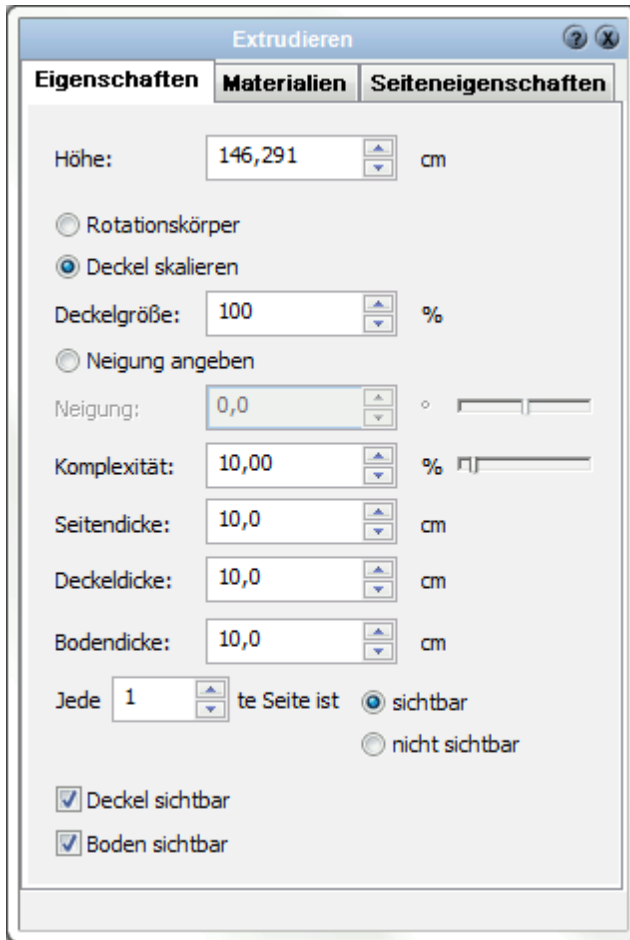 Extrudieren
Eigenschaften Materialien Seiteneigenschaften
Höhe: 146,291 cm
Rotationskörper
Deckel skalieren
Deckelgröße: 100 %
Neigung angeben
Neigung: 0,0 °
Komplexität: 10,00 %
Seitendicke: 10,0 cm
Deckeldicke: 10,0 cm
Bodendicke: 10,0 cm
Jede 1 te Seite ist sichtbar
nicht sichtbar
Deckel sichtbar
Boden sichtbar